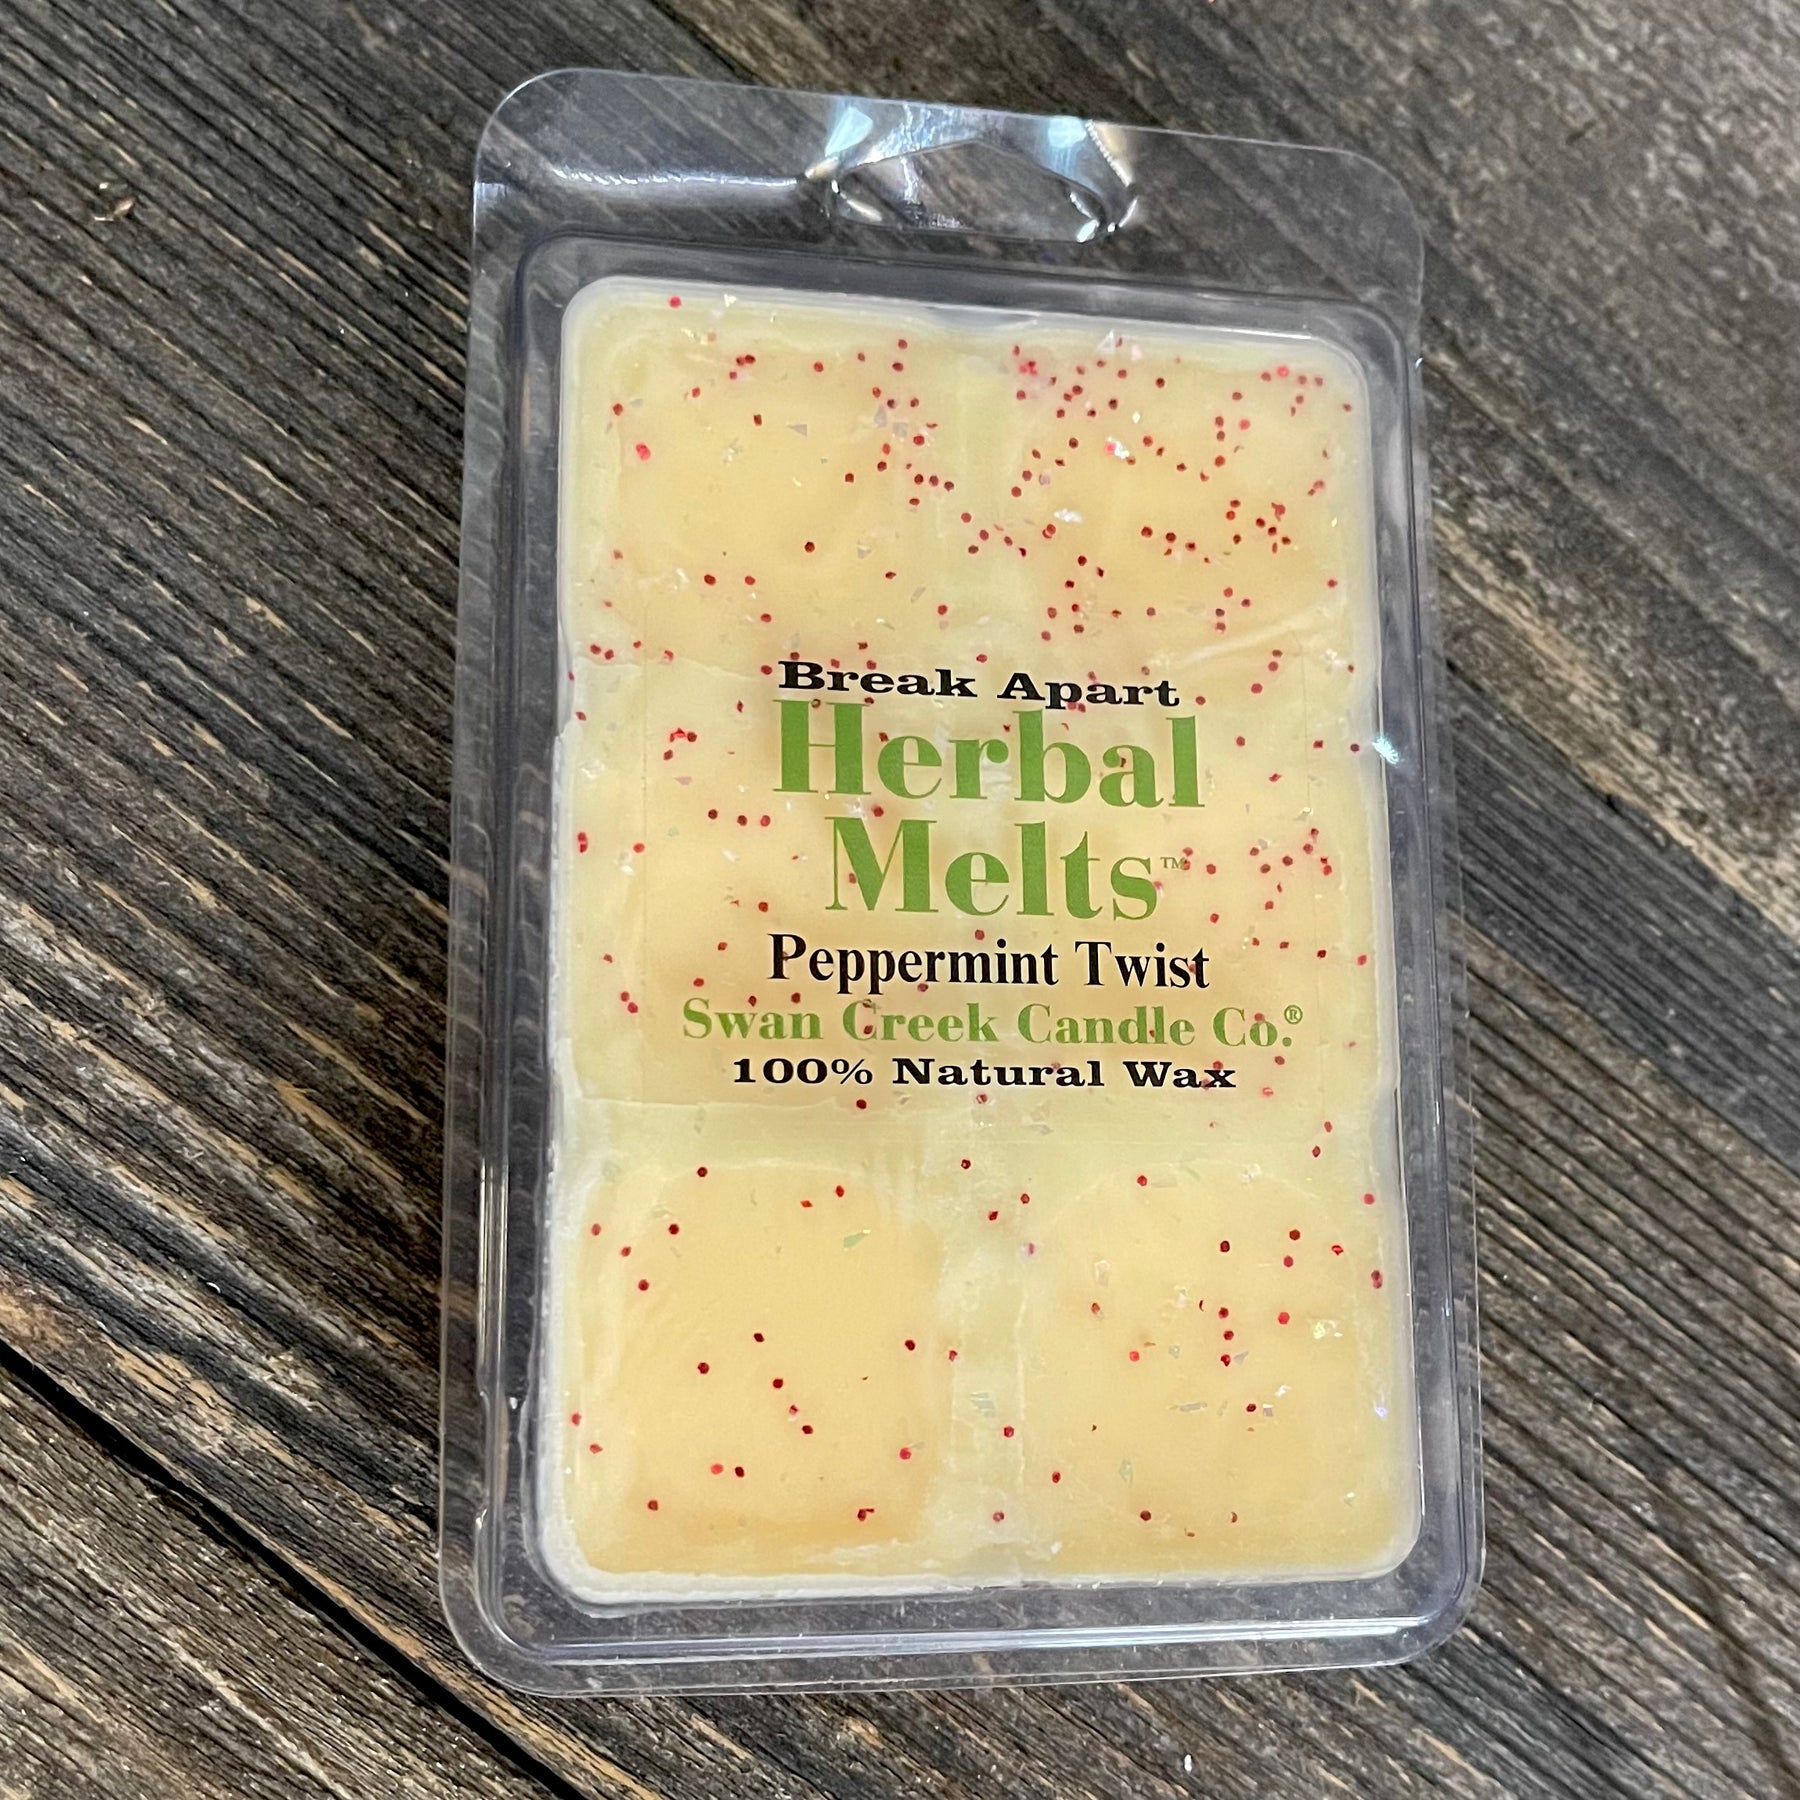 Break Apart
Herbal
Melts™
Peppermint Twist
Swan Creek Candle Co.®
100% Natural Wax